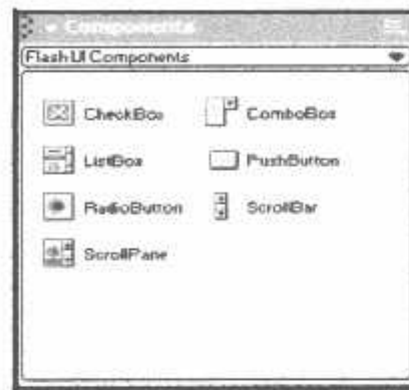 Components
Flash UI Components
CheckBox ComboBox
ListBox PushButton
RadioButton ScrollBar
ScrollPane